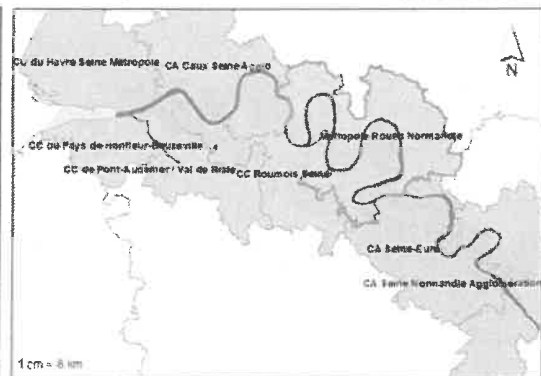 CU du Havre Seine Métropole
CA Caux Seine Agglo
N
Métropole Rouen Normandie
CC du Pays de Honfleur-Beuzeville
CC de Pont-Audemer / Val de Risle
CC Roumois Seine
CA Seine-Eure
CA Seine Normandie Agglomération
1 cm = 8 km